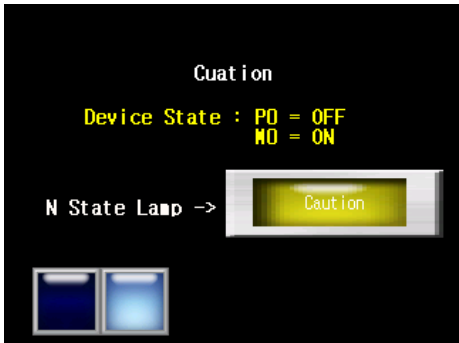 Cuation
Device State : P0 = OFF
M0 = ON
N State Lamp ->
Caution